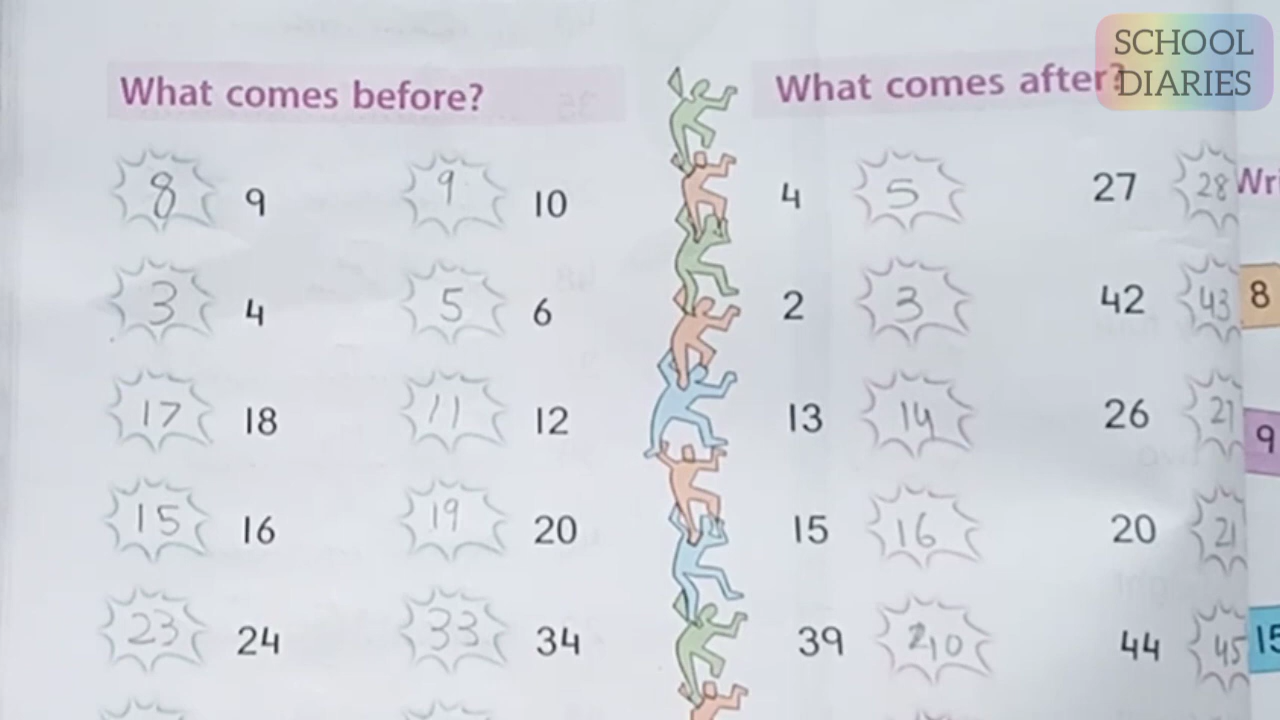 SCHOOL
DIARIES
What comes before?
What comes after?
8 9 9 10 4 5 27 28
Wri
3 4 5 6 2 3 42 43 8
17 18 11 12 13 14 26 27
9
15 16 19 20 15 16 20 21
23 24 33 34 39 44 45 15